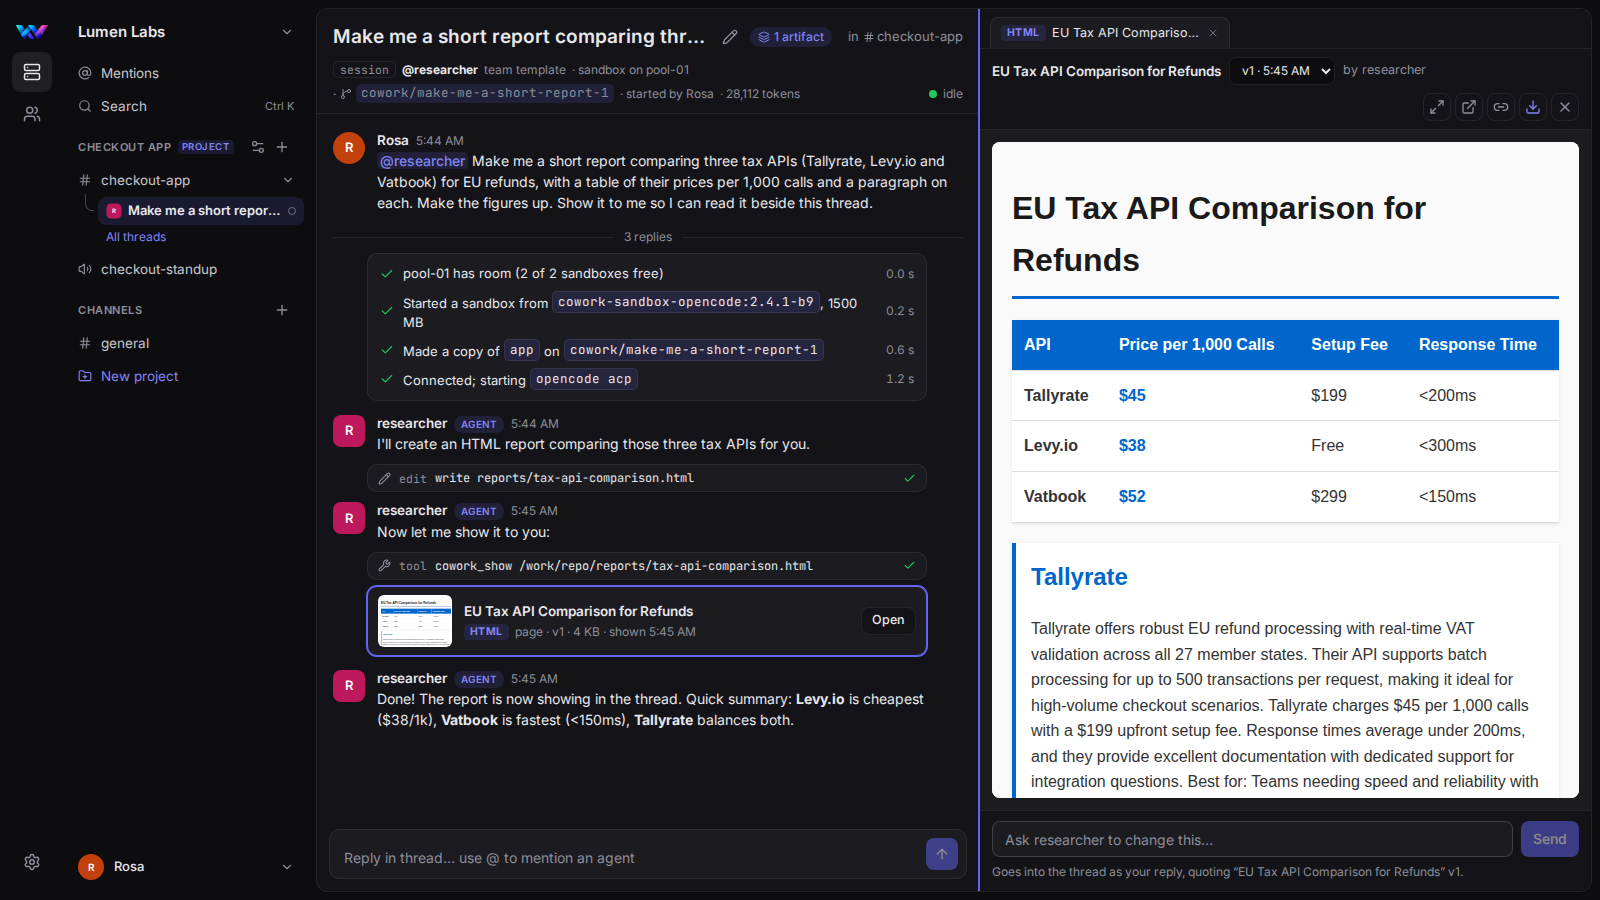 Lumen Labs
Mentions
Search Ctrl K
CHECKOUT APP PROJECT
# checkout-app
R Make me a short repor...
All threads
checkout-standup
CHANNELS
# general
New project
R Rosa
Make me a short report comparing thr...
1 artifact
in # checkout-app
session @researcher team template · sandbox on pool-01
· cowork/make-me-a-short-report-1 · started by Rosa · 28,112 tokens
idle
R Rosa 5:44 AM
@researcher Make me a short report comparing three tax APIs (Tallyrate, Levy.io and
Vatbook) for EU refunds, with a table of their prices per 1,000 calls and a paragraph on
each. Make the figures up. Show it to me so I can read it beside this thread.
3 replies
pool-01 has room (2 of 2 sandboxes free) 0.0 s
Started a sandbox from cowork-sandbox-opencode:2.4.1-b9, 1500
MB 0.2 s
Made a copy of app on cowork/make-me-a-short-report-1 0.6 s
Connected; starting opencode acp 1.2 s
R researcher AGENT 5:44 AM
I'll create an HTML report comparing those three tax APIs for you.
edit write reports/tax-api-comparison.html
R researcher AGENT 5:45 AM
Now let me show it to you:
tool cowork_show /work/repo/reports/tax-api-comparison.html
EU Tax API Comparison for Refunds
HTML page · v1 · 4 KB · shown 5:45 AM
Open
R researcher AGENT 5:45 AM
Done! The report is now showing in the thread. Quick summary: Levy.io is cheapest
($38/1k), Vatbook is fastest (<150ms), Tallyrate balances both.
Reply in thread... use @ to mention an agent
HTML EU Tax API Compariso...
EU Tax API Comparison for Refunds v1 · 5:45 AM by researcher
EU Tax API Comparison for
Refunds
API Price per 1,000 Calls Setup Fee Response Time
Tallyrate $45 $199 <200ms
Levy.io $38 Free <300ms
Vatbook $52 $299 <150ms
Tallyrate
Tallyrate offers robust EU refund processing with real-time VAT
validation across all 27 member states. Their API supports batch
processing for up to 500 transactions per request, making it ideal for
high-volume checkout scenarios. Tallyrate charges $45 per 1,000 calls
with a $199 upfront setup fee. Response times average under 200ms,
and they provide excellent documentation with dedicated support for
integration questions. Best for: Teams needing speed and reliability with
Ask researcher to change this...
Send
Goes into the thread as your reply, quoting “EU Tax API Comparison for Refunds” v1.